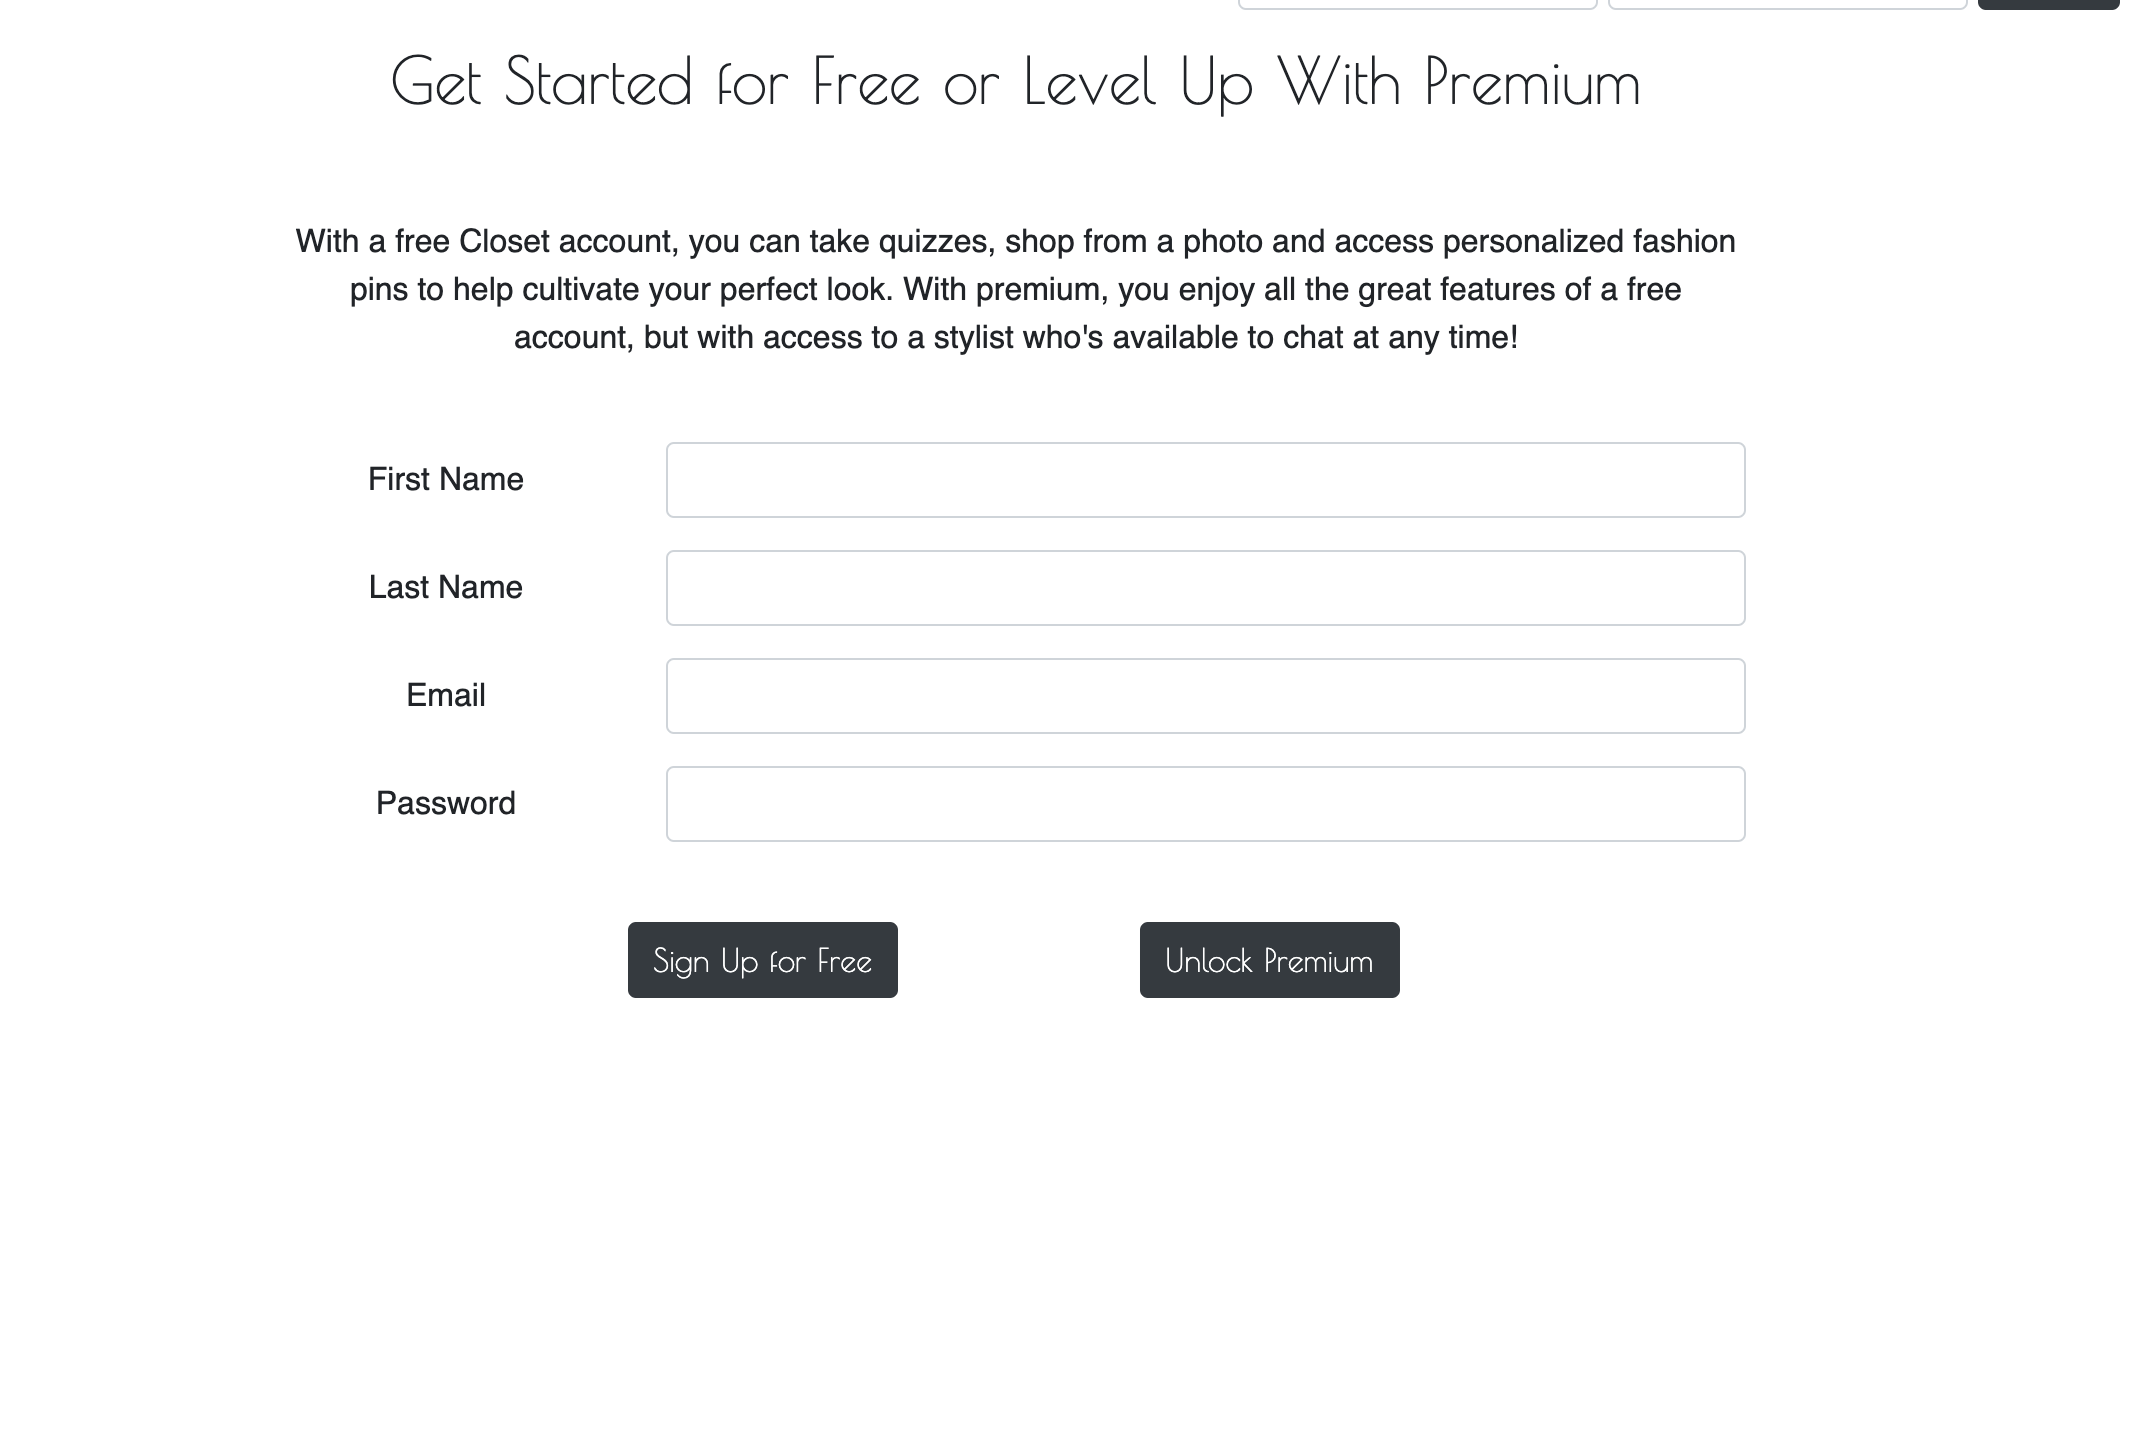 Get Started for Free or Level Up With Premium
With a free Closet account, you can take quizzes, shop from a photo and access personalized fashion
pins to help cultivate your perfect look. With premium, you enjoy all the great features of a free
account, but with access to a stylist who's available to chat at any time!
First Name
Last Name
Email
Password
Sign Up for Free
Unlock Premium